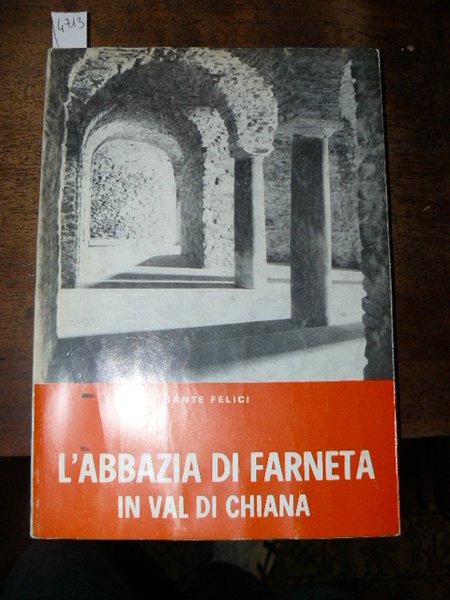 4713
SANTE FELICI
L'ABBAZIA DI FARNETA
IN VAL DI CHIANA